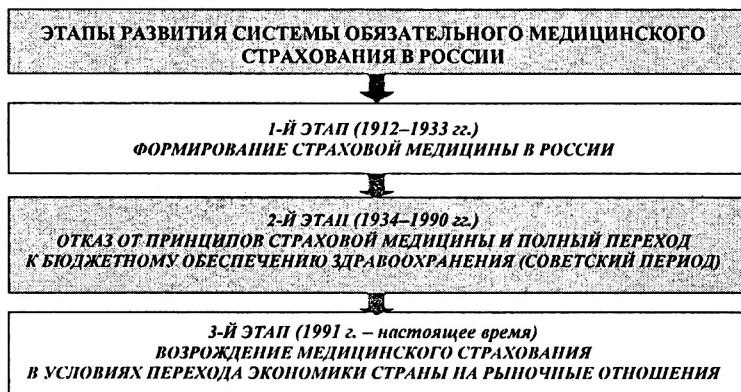 ЭТАПЫ РАЗВИТИЯ СИСТЕМЫ ОБЯЗАТЕЛЬНОГО МЕДИЦИНСКОГО
СТРАХОВАНИЯ В РОССИИ
1-Й ЭТАП (1912–1933 гг.)
ФОРМИРОВАНИЕ СТРАХОВОЙ МЕДИЦИНЫ В РОССИИ
2-Й ЭТАП (1934–1990 гг.)
ОТКАЗ ОТ ПРИНЦИПОВ СТРАХОВОЙ МЕДИЦИНЫ И ПОЛНЫЙ ПЕРЕХОД
К БЮДЖЕТНОМУ ОБЕСПЕЧЕНИЮ ЗДРАВООХРАНЕНИЯ (СОВЕТСКИЙ ПЕРИОД)
3-Й ЭТАП (1991 г. – настоящее время)
ВОЗРОЖДЕНИЕ МЕДИЦИНСКОГО СТРАХОВАНИЯ
В УСЛОВИЯХ ПЕРЕХОДА ЭКОНОМИКИ СТРАНЫ НА РЫНОЧНЫЕ ОТНОШЕНИЯ